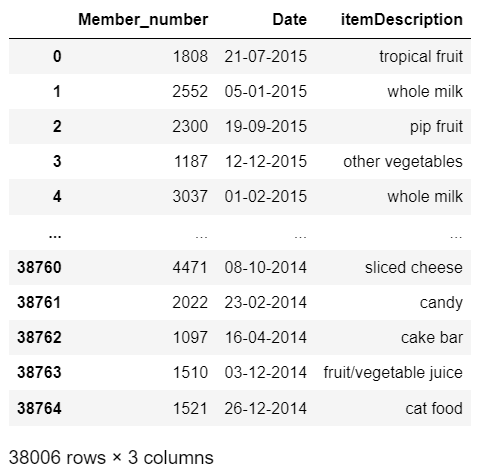 Member_number Date itemDescription
0 1808 21-07-2015 tropical fruit
1 2552 05-01-2015 whole milk
2 2300 19-09-2015 pip fruit
3 1187 12-12-2015 other vegetables
4 3037 01-02-2015 whole milk
... ... ... ...
38760 4471 08-10-2014 sliced cheese
38761 2022 23-02-2014 candy
38762 1097 16-04-2014 cake bar
38763 1510 03-12-2014 fruit/vegetable juice
38764 1521 26-12-2014 cat food
38006 rows × 3 columns